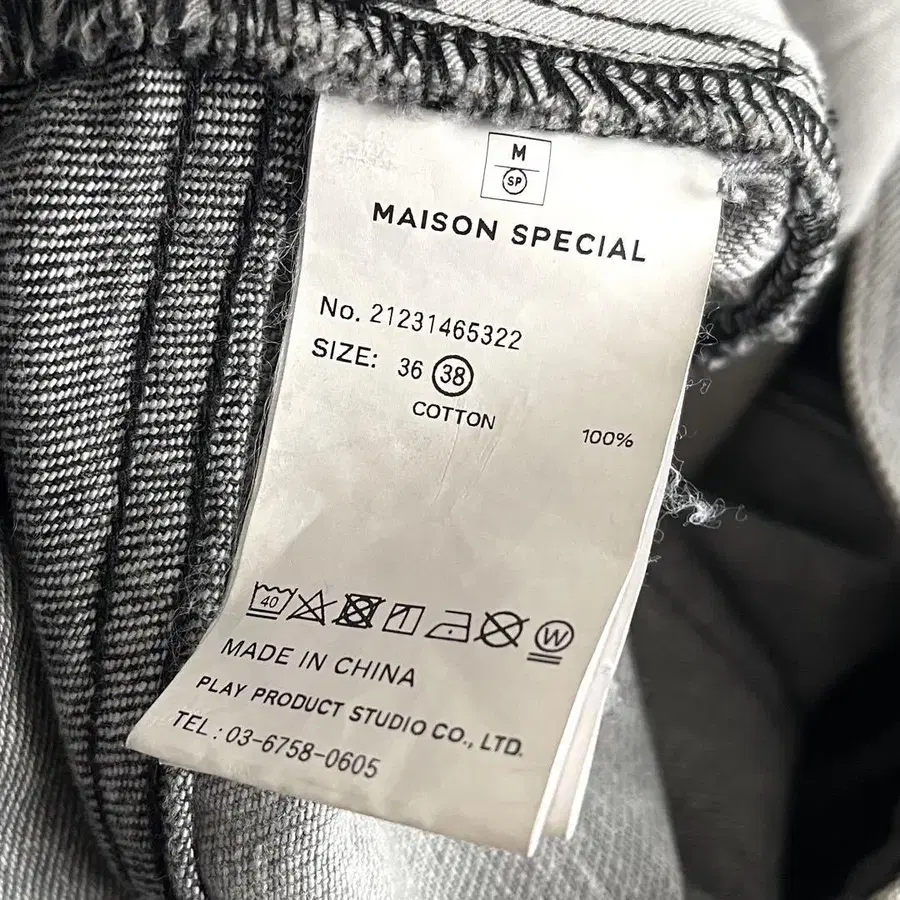 M
SP
MAISON SPECIAL
No. 21231465322
SIZE: 36 38
COTTON 100%
40
W
MADE IN CHINA
PLAY PRODUCT STUDIO CO., LTD.
TEL : 03-6758-0605